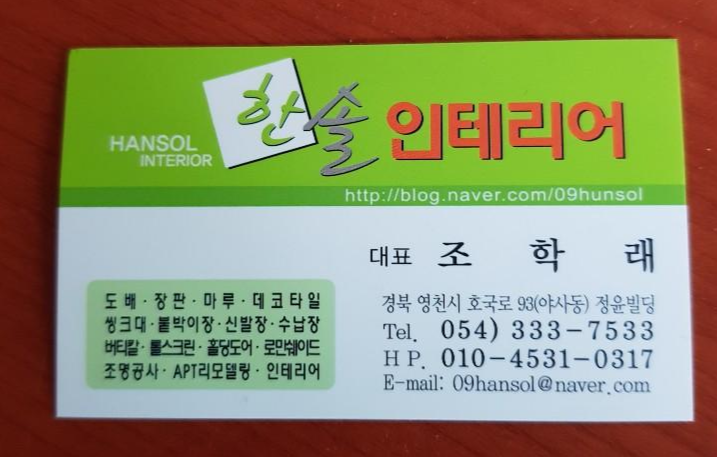 HANSOL
INTERIOR
한솔 인테리어
http://blog.naver.com/09hunsol
대표 조 학 래
도배·장판·마루·데코타일
씽크대·붙박이장·신발장·수납장
버티칼·롤스크린·홀딩도어·로만쉐이드
조명공사·APT리모델링·인테리어
경북 영천시 호국로 93(야사동) 정윤빌딩
Tel. 054) 333-7533
H P. 010-4531-0317
E-mail: 09hansol@naver.com